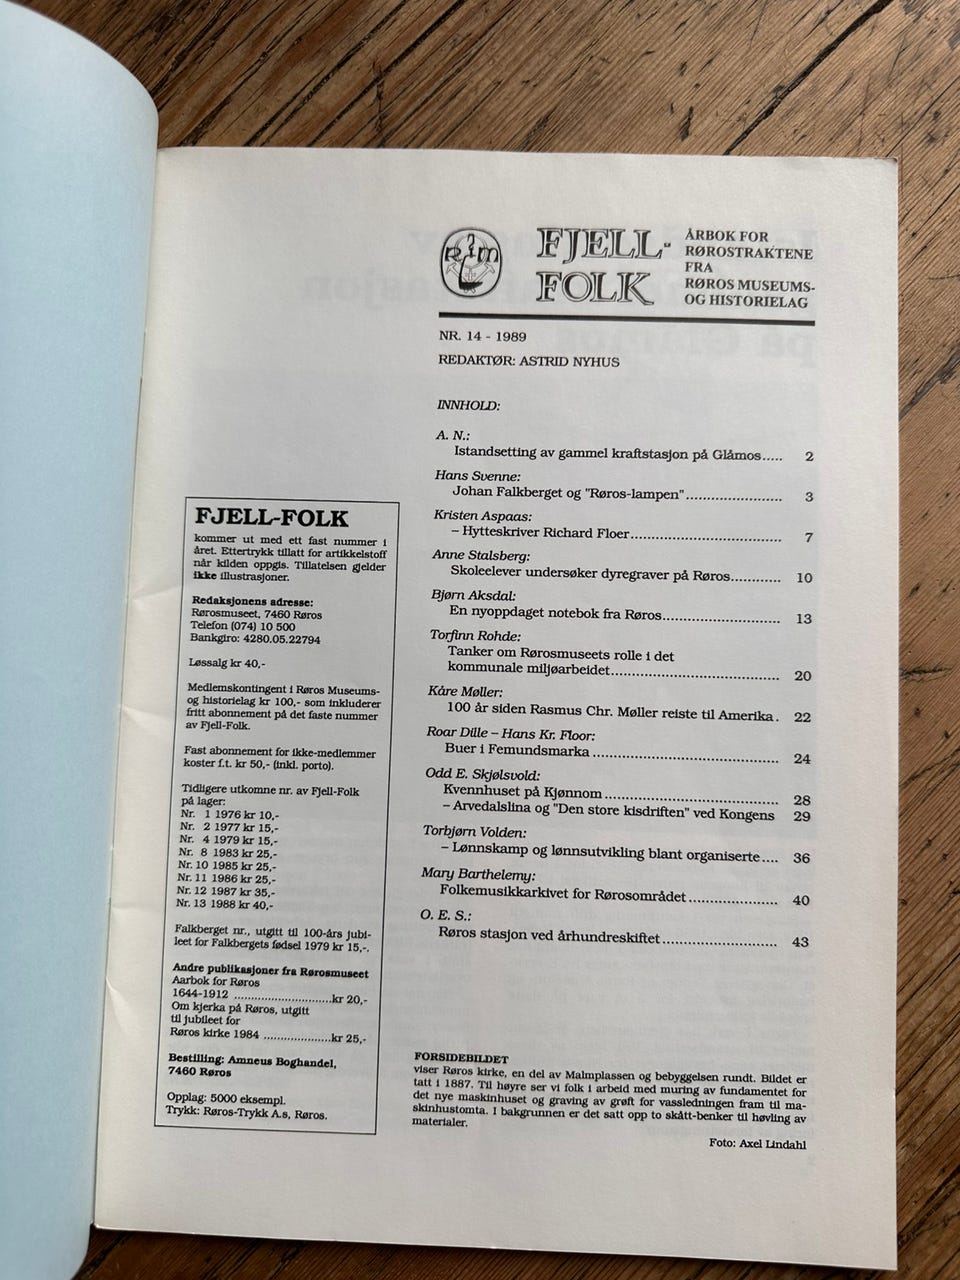 RIM
FJELL-
FOLK
ÅRBOK FOR
RØROSTRAKTENE
FRA
RØROS MUSEUMS-
OG HISTORIELAG
NR. 14 - 1989
REDAKTØR: ASTRID NYHUS
INNHOLD:
A. N.:
Istandsetting av gammel kraftstasjon på Glåmos..... 2
Hans Svenne:
Johan Falkberget og "Røros-lampen"........................ 3
Kristen Aspaas:
– Hytteskriver Richard Floer..................................... 7
Anne Stalsberg:
Skoleelever undersøker dyregraver på Røros............ 10
Bjørn Aksdal:
En nyoppdaget notebok fra Røros............................. 13
Torfinn Rohde:
Tanker om Rørosmuseets rolle i det
kommunale miljøarbeidet......................................... 20
Kåre Møller:
100 år siden Rasmus Chr. Møller reiste til Amerika. 22
Roar Dille – Hans Kr. Floor:
Buer i Femundsmarka ............................................. 24
Odd E. Skjølsvold:
Kvennhuset på Kjønnom ......................................... 28
– Arvedalslina og "Den store kisdriften" ved Kongens 29
Torbjørn Volden:
– Lønnskamp og lønnsutvikling blant organiserte.... 36
Mary Barthelemy:
Folkemusikkarkivet for Rørosområdet ..................... 40
O. E. S.:
Røros stasjon ved århundreskiftet ........................... 43
FJELL-FOLK
kommer ut med ett fast nummer i
året. Ettertrykk tillatt for artikkelstoff
når kilden oppgis. Tillatelsen gjelder
ikke illustrasjoner.
Redaksjonens adresse:
Rørosmuseet, 7460 Røros
Telefon (074) 10 500
Bankgiro: 4280.05.22794
Løssalg kr 40,-
Medlemskontingent i Røros Museums-
og historielag kr 100,- som inkluderer
fritt abonnement på det faste nummer
av Fjell-Folk.
Fast abonnement for ikke-medlemmer
koster f.t. kr 50,- (inkl. porto).
Tidligere utkomne nr. av Fjell-Folk
på lager:
Nr. 1 1976 kr 10,-
Nr. 2 1977 kr 15,-
Nr. 4 1979 kr 15,-
Nr. 8 1983 kr 25,-
Nr. 10 1985 kr 25,-
Nr. 11 1986 kr 25,-
Nr. 12 1987 kr 35,-
Nr. 13 1988 kr 40,-
Falkberget nr., utgitt til 100-års jubi-
leet for Falkbergets fødsel 1979 kr 15,-.
Andre publikasjoner fra Rørosmuseet
Aarbok for Røros
1644-1912 .............................kr 20,-
Om kjerka på Røros, utgitt
til jubileet for
Røros kirke 1984 ....................kr 25,-
Bestilling: Amneus Boghandel,
7460 Røros
Opplag: 5000 eksempl.
Trykk: Røros-Trykk A.s, Røros.
FORSIDEBILDET
viser Røros kirke, en del av Malmplassen og bebyggelsen rundt. Bildet er
tatt i 1887. Til høyre ser vi folk i arbeid med muring av fundamentet for
det nye maskinhuset og graving av grøft for vassledningen fram til ma-
skinhustomta. I bakgrunnen er det satt opp to skått-benker til høvling av
materialer.
Foto: Axel Lindahl